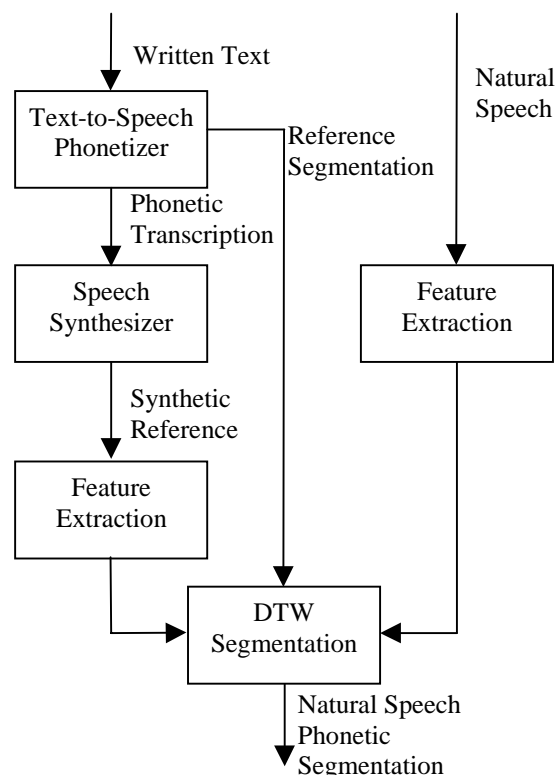 Written Text
Natural
Speech
Text-to-Speech
Phonetizer
Reference
Segmentation
Phonetic
Transcription
Speech
Synthesizer
Feature
Extraction
Synthetic
Reference
Feature
Extraction
DTW
Segmentation
Natural Speech
Phonetic
Segmentation